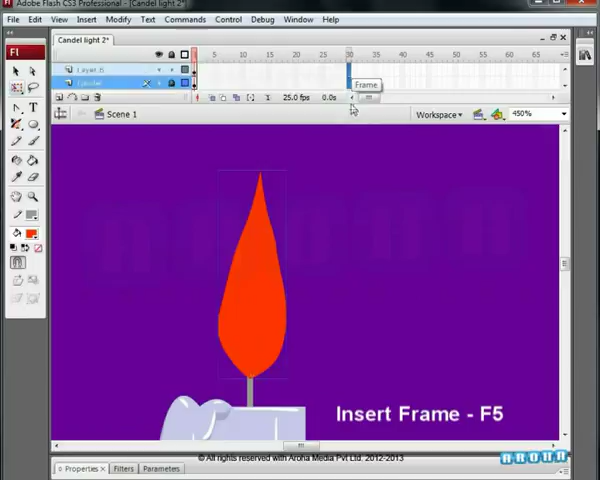 Adobe Flash CS3 Professional - [Candel light 2*]
File Edit View Insert Modify Text Commands Control Debug Window Help
Candel light 2*
5 10 15 20 25 30 35 40 45 50 55 60 65
Layer 6
Frame
25.0 fps 0.0s
Scene 1
Workspace
450%
Insert Frame - F5
© All rights reserved with Aroha Media Pvt Ltd. 2012-2013
Properties × Filters Parameters